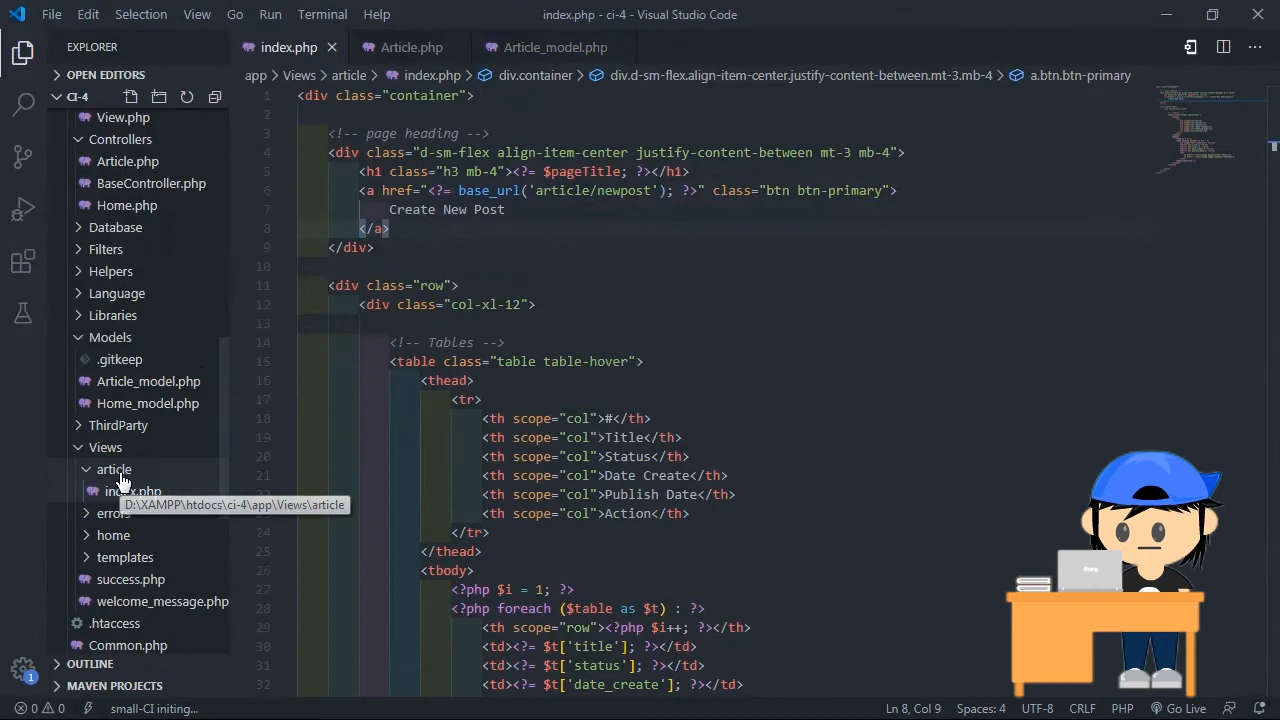 File Edit Selection View Go Run Terminal Help index.php - ci-4 - Visual Studio Code
EXPLORER
OPEN EDITORS
CI-4
View.php
Controllers
Article.php
BaseController.php
Home.php
Database
Filters
Helpers
Language
Libraries
Models
.gitkeep
Article_model.php
Home_model.php
ThirdParty
Views
article
index.php
D:\XAMPP\htdocs\ci-4\app\Views\article
errors
home
templates
success.php
welcome_message.php
.htaccess
Common.php
OUTLINE
MAVEN PROJECTS
index.php Article.php Article_model.php
app > Views > article > index.php > div.container > div.d-sm-flex.align-item-center.justify-content-between.mt-3.mb-4 > a.btn.btn-primary
1 <div class="container">
2
3 <!-- page heading -->
4 <div class="d-sm-flex align-item-center justify-content-between mt-3 mb-4">
5 <h1 class="h3 mb-4"><?= $pageTitle; ?></h1>
6 <a href="<?= base_url('article/newpost'); ?>" class="btn btn-primary">
7 Create New Post
8 </a>
9 </div>
10
11 <div class="row">
12 <div class="col-xl-12">
13
14 <!-- Tables -->
15 <table class="table table-hover">
16 <thead>
17 <tr>
18 <th scope="col">#</th>
19 <th scope="col">Title</th>
20 <th scope="col">Status</th>
21 <th scope="col">Date Create</th>
<th scope="col">Publish Date</th>
<th scope="col">Action</th>
24 </tr>
25 </thead>
26 <tbody>
27 <?php $i = 1; ?>
28 <?php foreach ($table as $t) : ?>
29 <th scope="row"><?php $i++; ?></th>
30 <td><?= $t['title']; ?></td>
31 <td><?= $t['status']; ?></td>
32 <td><?= $t['date_create']; ?></td>
1
0 0 small-CI initing... Ln 8, Col 9 Spaces: 4 UTF-8 CRLF PHP Go Live